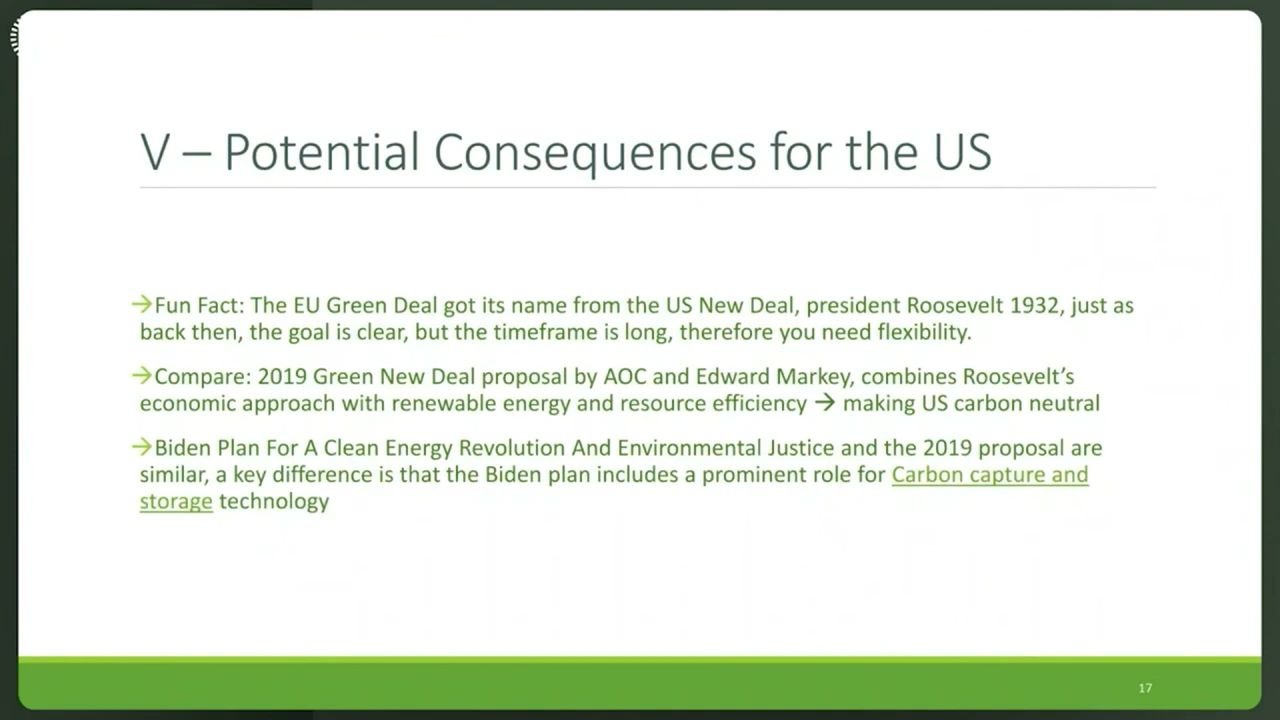 V – Potential Consequences for the US
→Fun Fact: The EU Green Deal got its name from the US New Deal, president Roosevelt 1932, just as
back then, the goal is clear, but the timeframe is long, therefore you need flexibility.
→Compare: 2019 Green New Deal proposal by AOC and Edward Markey, combines Roosevelt’s
economic approach with renewable energy and resource efficiency → making US carbon neutral
→Biden Plan For A Clean Energy Revolution And Environmental Justice and the 2019 proposal are
similar, a key difference is that the Biden plan includes a prominent role for Carbon capture and
storage technology
17